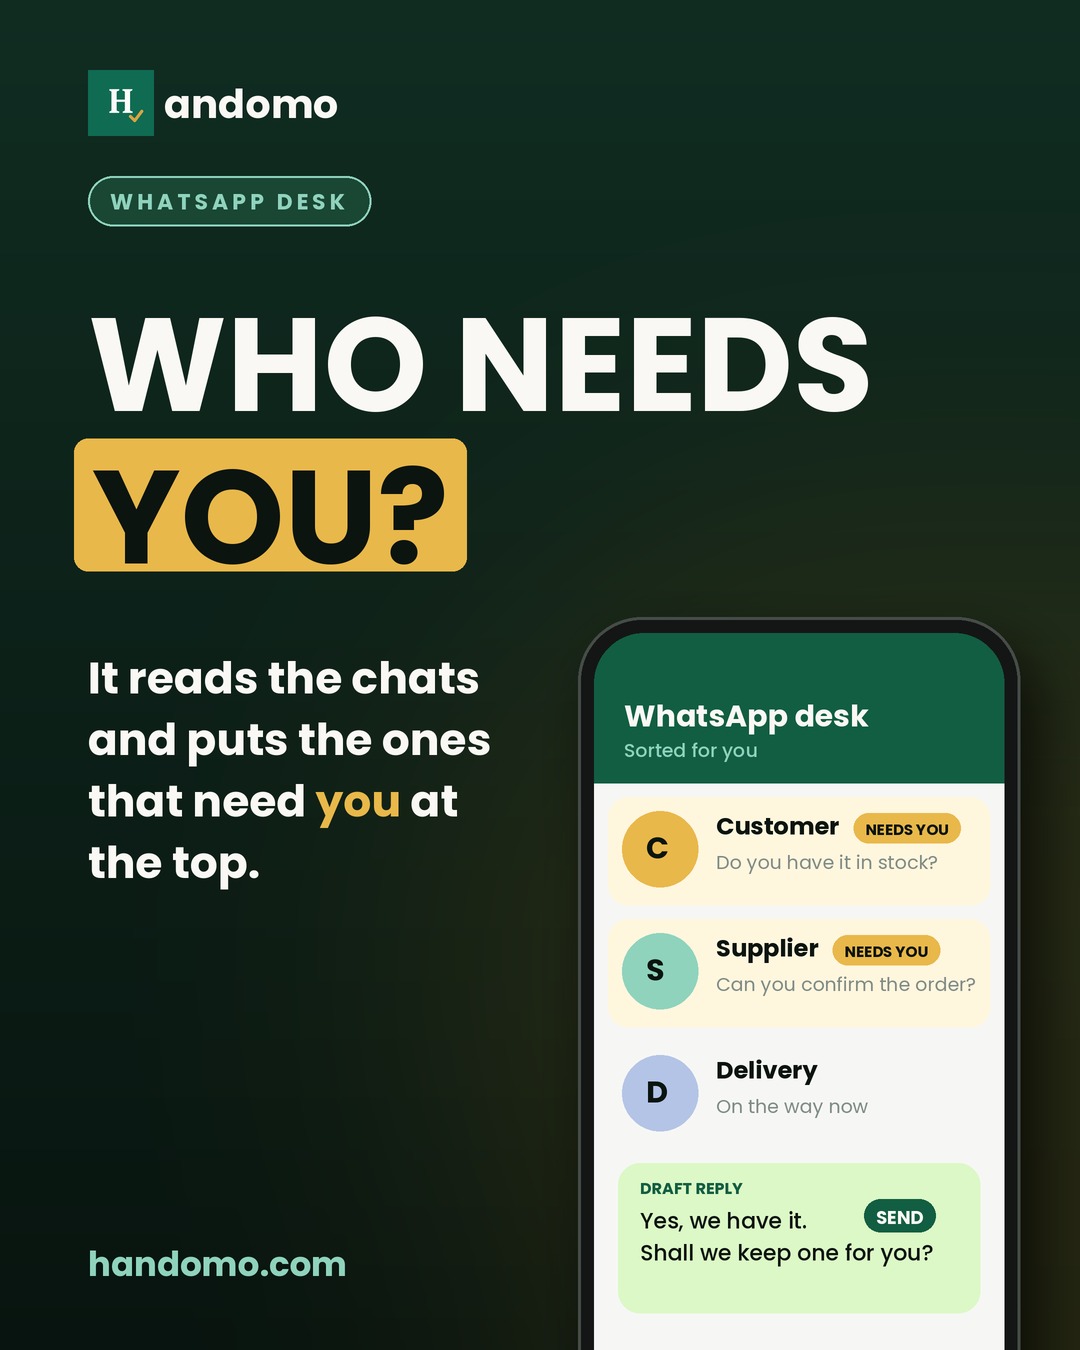 Handomo
WHATSAPP DESK
WHO NEEDS
YOU?
It reads the chats
and puts the ones
that need you at
the top.
handomo.com
WhatsApp desk
Sorted for you
C
Customer NEEDS YOU
Do you have it in stock?
S
Supplier NEEDS YOU
Can you confirm the order?
D
Delivery
On the way now
DRAFT REPLY
Yes, we have it.
SEND
Shall we keep one for you?